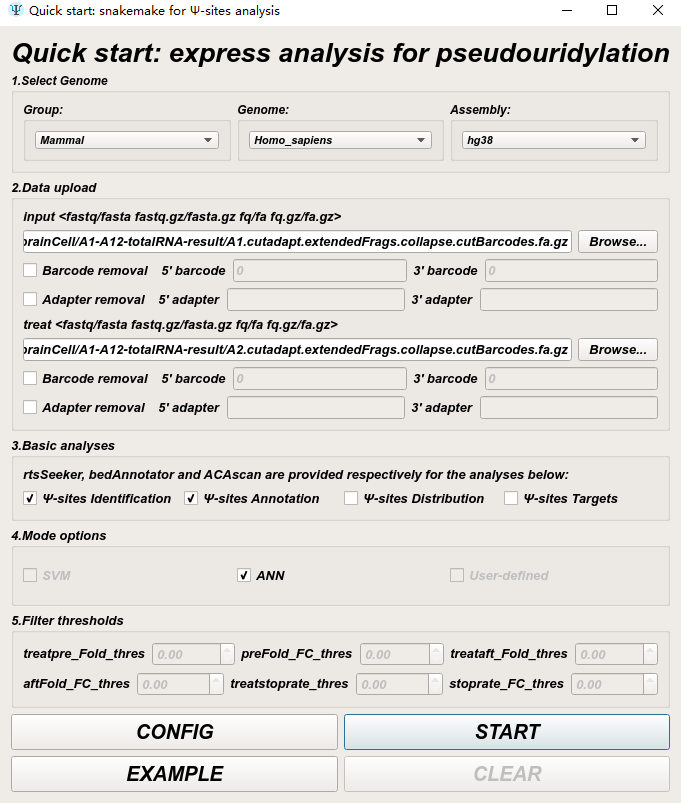 Quick start: snakemake for Ψ-sites analysis
Quick start: express analysis for pseudouridylation
1.Select Genome
Group: Genome: Assembly:
Mammal Homo_sapiens hg38
2.Data upload
input <fastq/fasta fastq.gz/fasta.gz fq/fa fq.gz/fa.gz>
rainCell/A1-A12-totalRNA-result/A1.cutadapt.extendedFrags.collapse.cutBarcodes.fa.gz Browse...
Barcode removal 5' barcode 0 3' barcode 0
Adapter removal 5' adapter 3' adapter
treat <fastq/fasta fastq.gz/fasta.gz fq/fa fq.gz/fa.gz>
rainCell/A1-A12-totalRNA-result/A2.cutadapt.extendedFrags.collapse.cutBarcodes.fa.gz Browse...
Barcode removal 5' barcode 0 3' barcode 0
Adapter removal 5' adapter 3' adapter
3.Basic analyses
rtsSeeker, bedAnnotator and ACAscan are provided respectively for the analyses below:
Ψ-sites Identification Ψ-sites Annotation Ψ-sites Distribution Ψ-sites Targets
4.Mode options
SVM ANN User-defined
5.Filter thresholds
treatpre_Fold_thres 0.00 preFold_FC_thres 0.00 treataft_Fold_thres 0.00
aftFold_FC_thres 0.00 treatstoprate_thres 0.00 stoprate_FC_thres 0.00
CONFIG START
EXAMPLE CLEAR